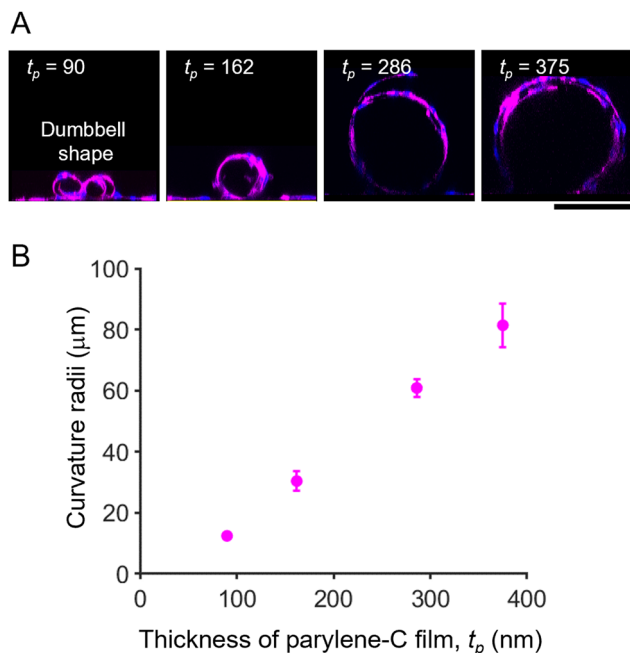 A
tp = 90
tp = 162
tp = 286
tp = 375
Dumbbell
shape
B
100
80
60
40
20
0
Curvature radii (μm)
0
100
200
300
400
Thickness of parylene-C film, tp (nm)